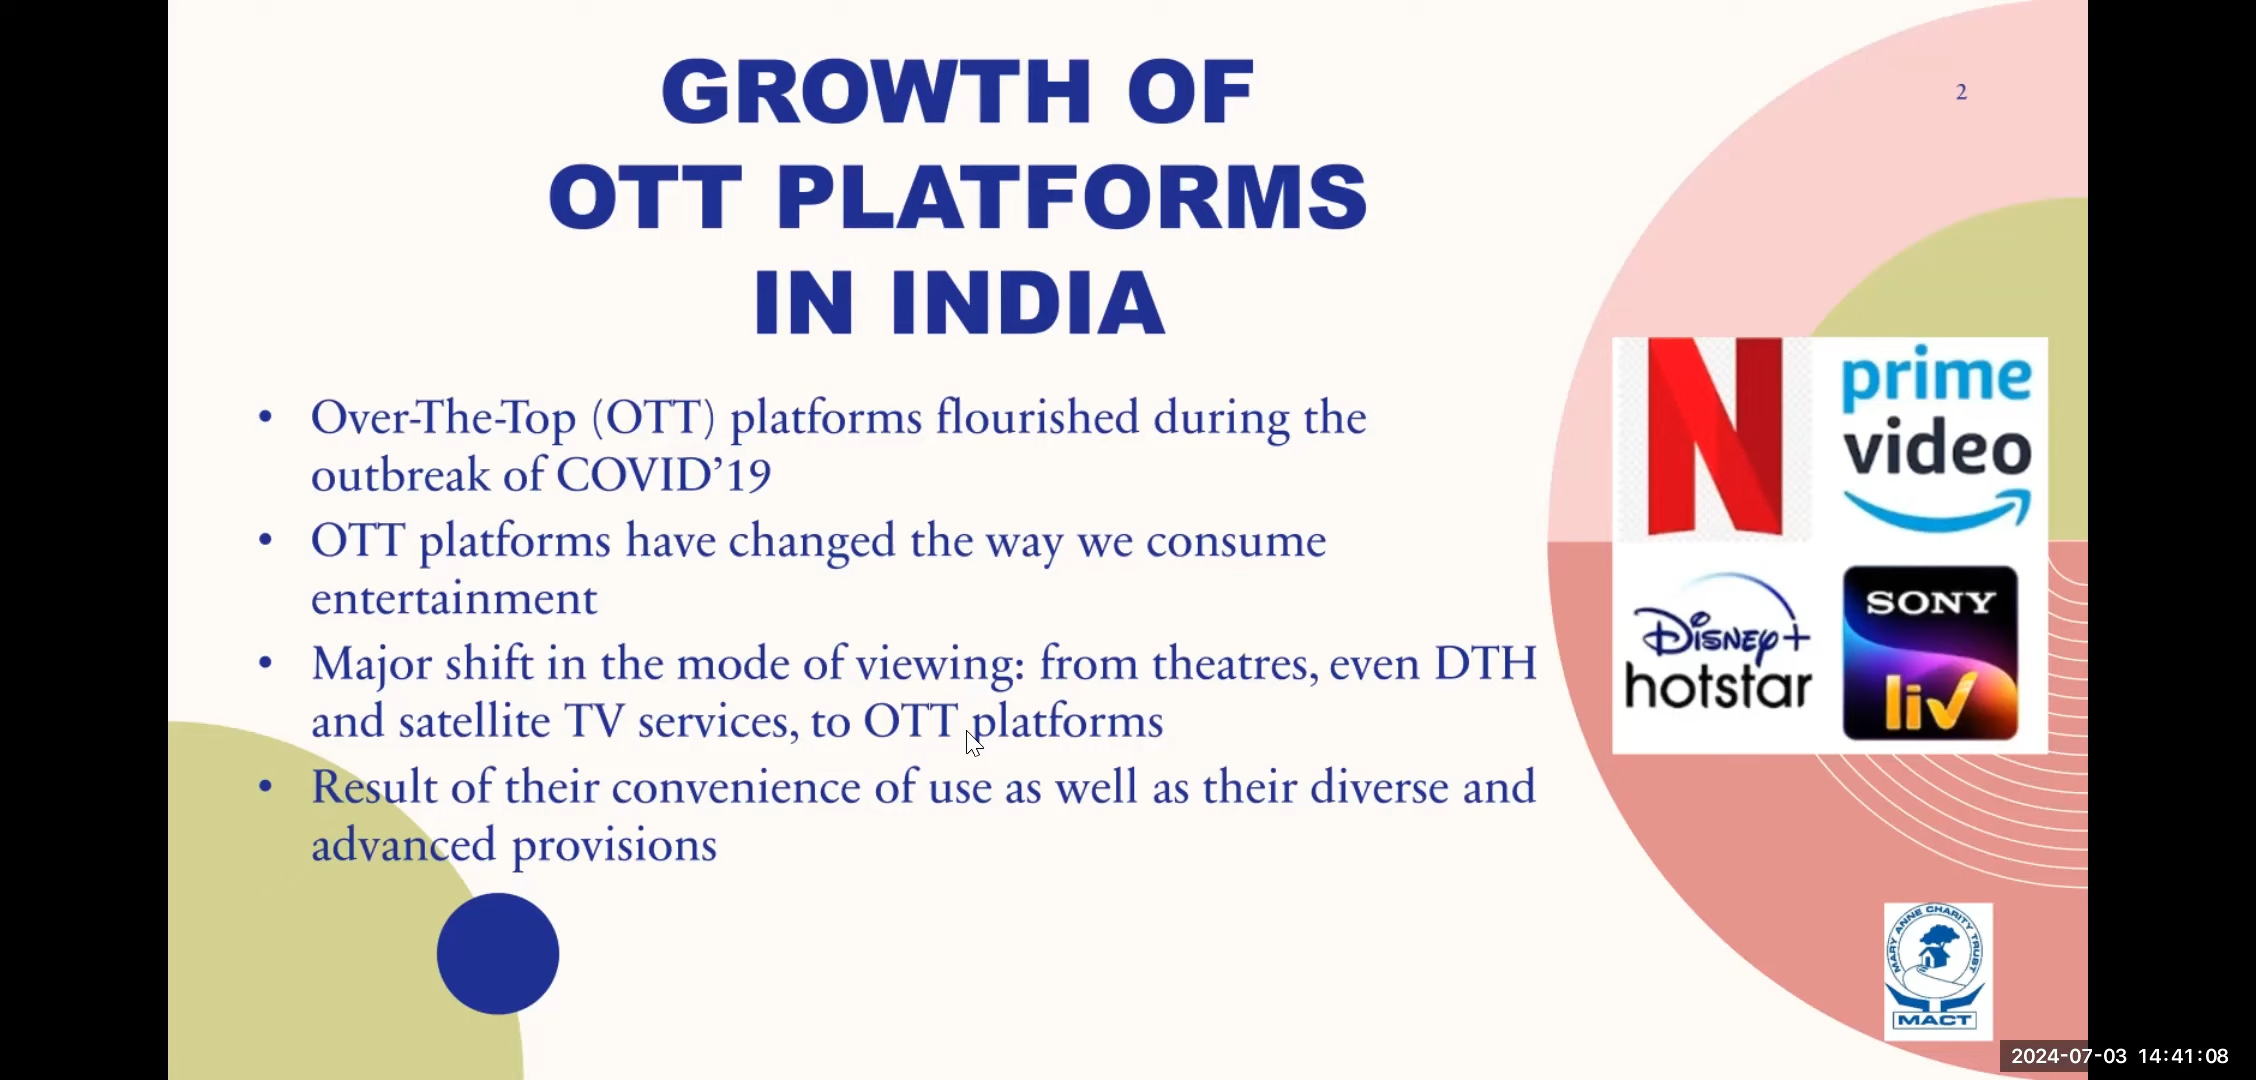 GROWTH OF
OTT PLATFORMS
IN INDIA
2
• Over-The-Top (OTT) platforms flourished during the
outbreak of COVID’19
• OTT platforms have changed the way we consume
entertainment
• Major shift in the mode of viewing: from theatres, even DTH
and satellite TV services, to OTT platforms
• Result of their convenience of use as well as their diverse and
advanced provisions
N
prime
video
Disney+
hotstar
SONY
liv
MARY ANNE CHARITY TRUST
MACT
2024-07-03 14:41:08